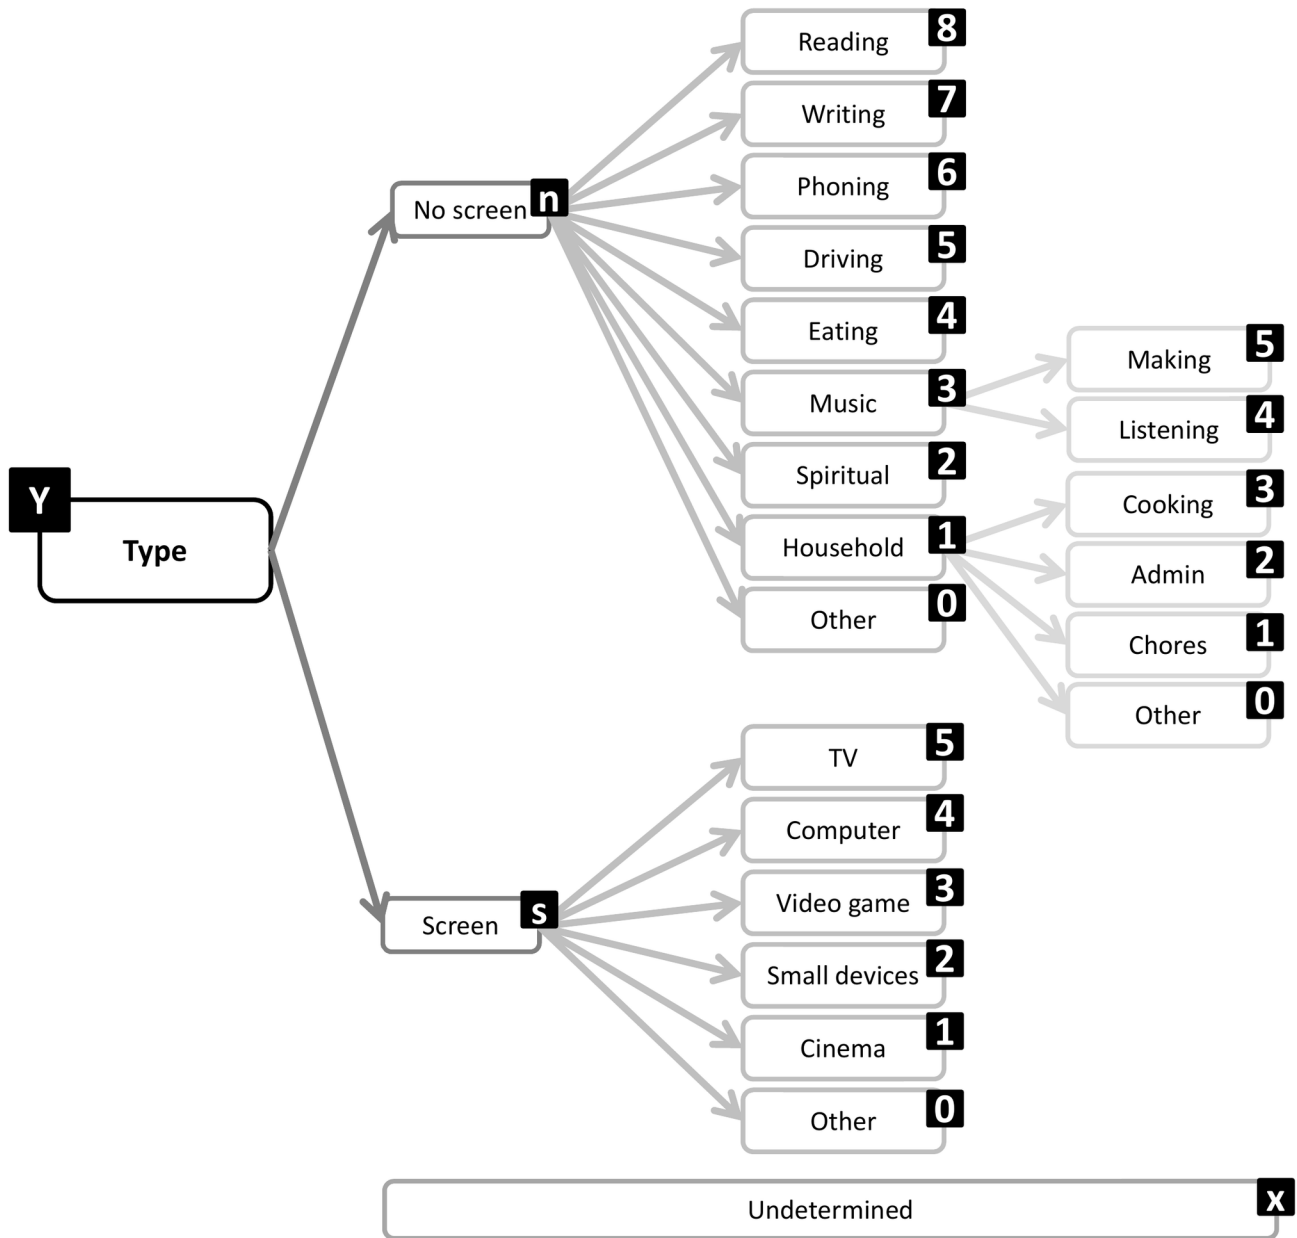 Reading 8
Writing 7
Phoning 6
No screen n
Driving 5
Eating 4
Making 5
Music 3
Listening 4
Spiritual 2
Cooking 3
Y
Type
Household 1
Admin 2
Other 0
Chores 1
Other 0
TV 5
Computer 4
Video game 3
Screen s
Small devices 2
Cinema 1
Other 0
Undetermined x